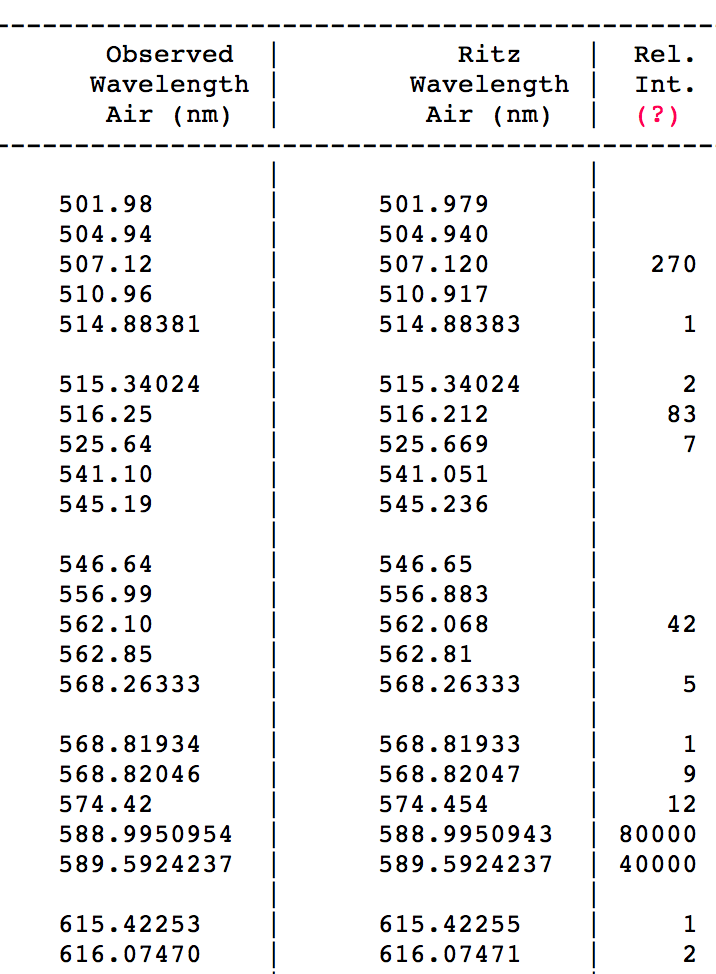 Observed | Ritz | Rel.
Wavelength | Wavelength | Int.
Air (nm) | Air (nm) | (?)
501.98 | 501.979 |
504.94 | 504.940 |
507.12 | 507.120 | 270
510.96 | 510.917 |
514.88381 | 514.88383 | 1
515.34024 | 515.34024 | 2
516.25 | 516.212 | 83
525.64 | 525.669 | 7
541.10 | 541.051 |
545.19 | 545.236 |
546.64 | 546.65 |
556.99 | 556.883 |
562.10 | 562.068 | 42
562.85 | 562.81 |
568.26333 | 568.26333 | 5
568.81934 | 568.81933 | 1
568.82046 | 568.82047 | 9
574.42 | 574.454 | 12
588.9950954 | 588.9950943 | 80000
589.5924237 | 589.5924237 | 40000
615.42253 | 615.42255 | 1
616.07470 | 616.07471 | 2